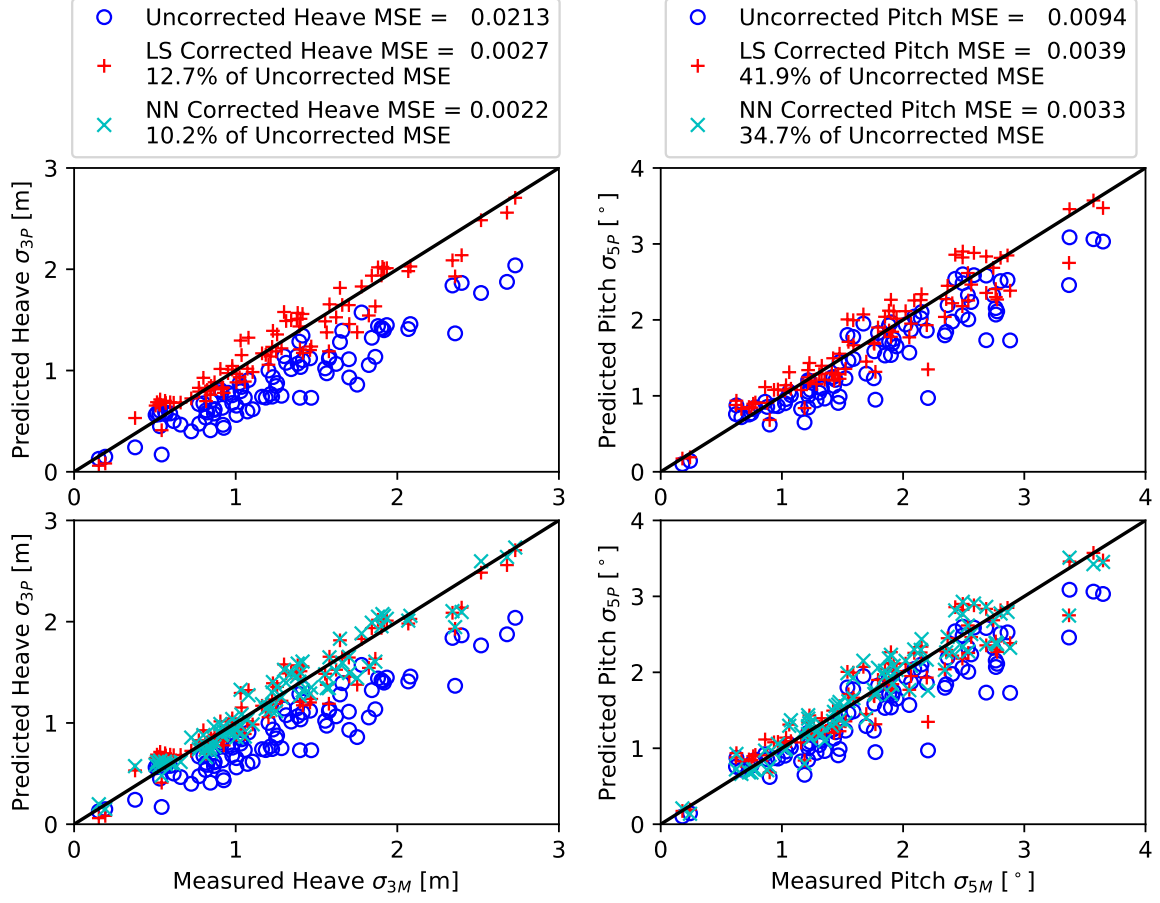 Uncorrected Heave MSE = 0.0213
LS Corrected Heave MSE = 0.0027
12.7% of Uncorrected MSE
NN Corrected Heave MSE = 0.0022
10.2% of Uncorrected MSE
Uncorrected Pitch MSE = 0.0094
LS Corrected Pitch MSE = 0.0039
41.9% of Uncorrected MSE
NN Corrected Pitch MSE = 0.0033
34.7% of Uncorrected MSE
Predicted Heave σ3P [m]
3
2
1
0
0 1 2 3
Predicted Pitch σ5P [°]
4
3
2
1
0
0 1 2 3 4
Predicted Heave σ3P [m]
3
2
1
0
0 1 2 3
Measured Heave σ3M [m]
Predicted Pitch σ5P [°]
4
3
2
1
0
0 1 2 3 4
Measured Pitch σ5M [°]